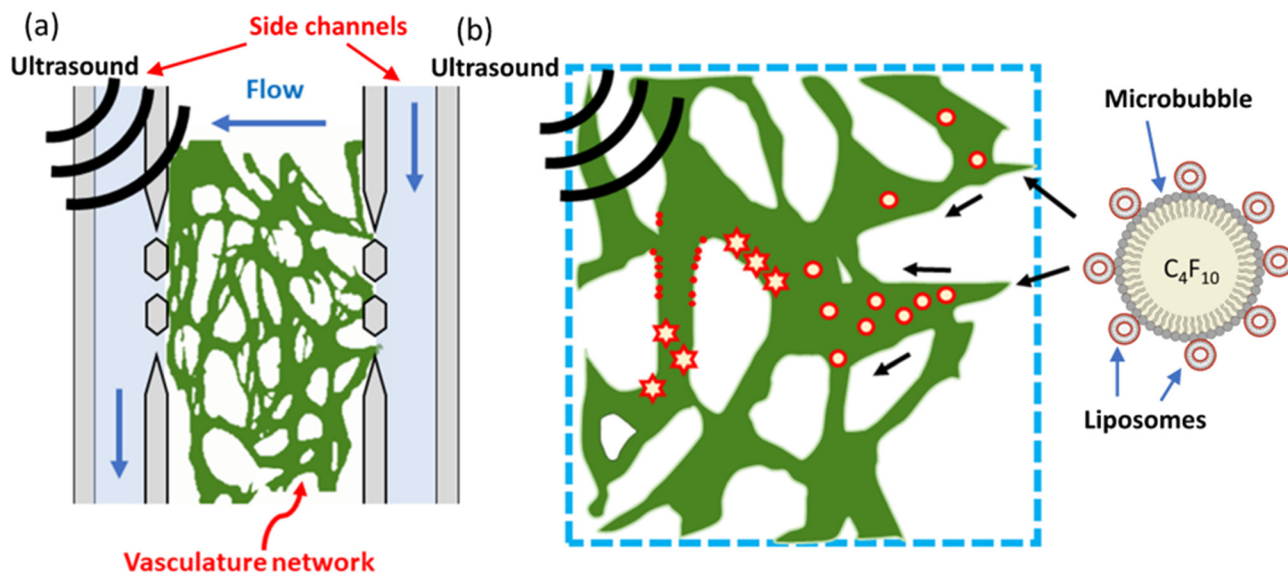 (a)
Side channels
Ultrasound
Flow
Vasculature network
(b)
Ultrasound
Microbubble
C₄F₁₀
Liposomes